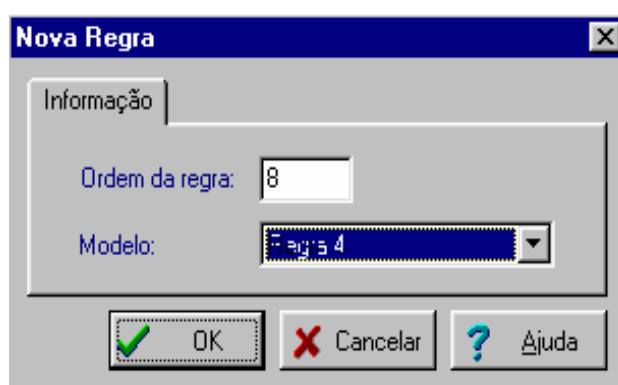 Nova Regra
Informação
Ordem da regra: 8
Modelo: Regra 4
OK Cancelar ? Ajuda